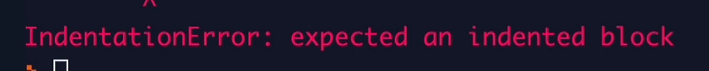 ^
IndentationError: expected an indented block